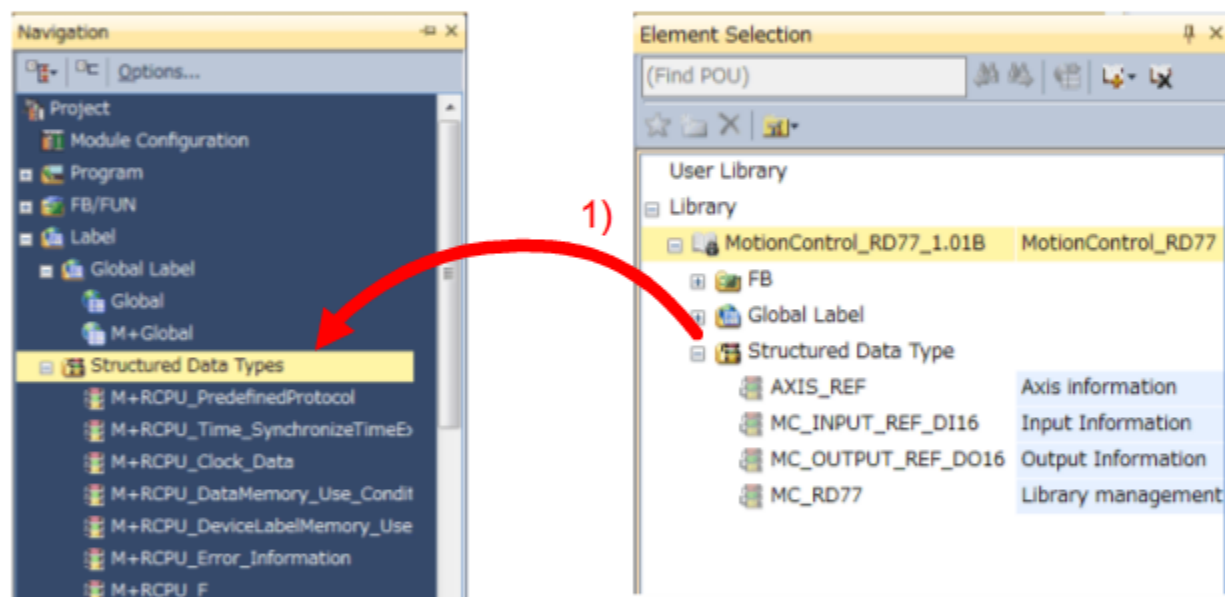 Navigation
Options...
Project
Module Configuration
Program
FB/FUN
Label
Global Label
Global
M+Global
Structured Data Types
M+RCPU_PredefinedProtocol
M+RCPU_Time_SynchronizeTimeEx
M+RCPU_Clock_Data
M+RCPU_DataMemory_Use_Condit
M+RCPU_DeviceLabelMemory_Use
M+RCPU_Error_Information
M+RCPU_F
1)
Element Selection
(Find POU)
User Library
Library
MotionControl_RD77_1.01B MotionControl_RD77
FB
Global Label
Structured Data Type
AXIS_REF Axis information
MC_INPUT_REF_DI16 Input Information
MC_OUTPUT_REF_DO16 Output Information
MC_RD77 Library management